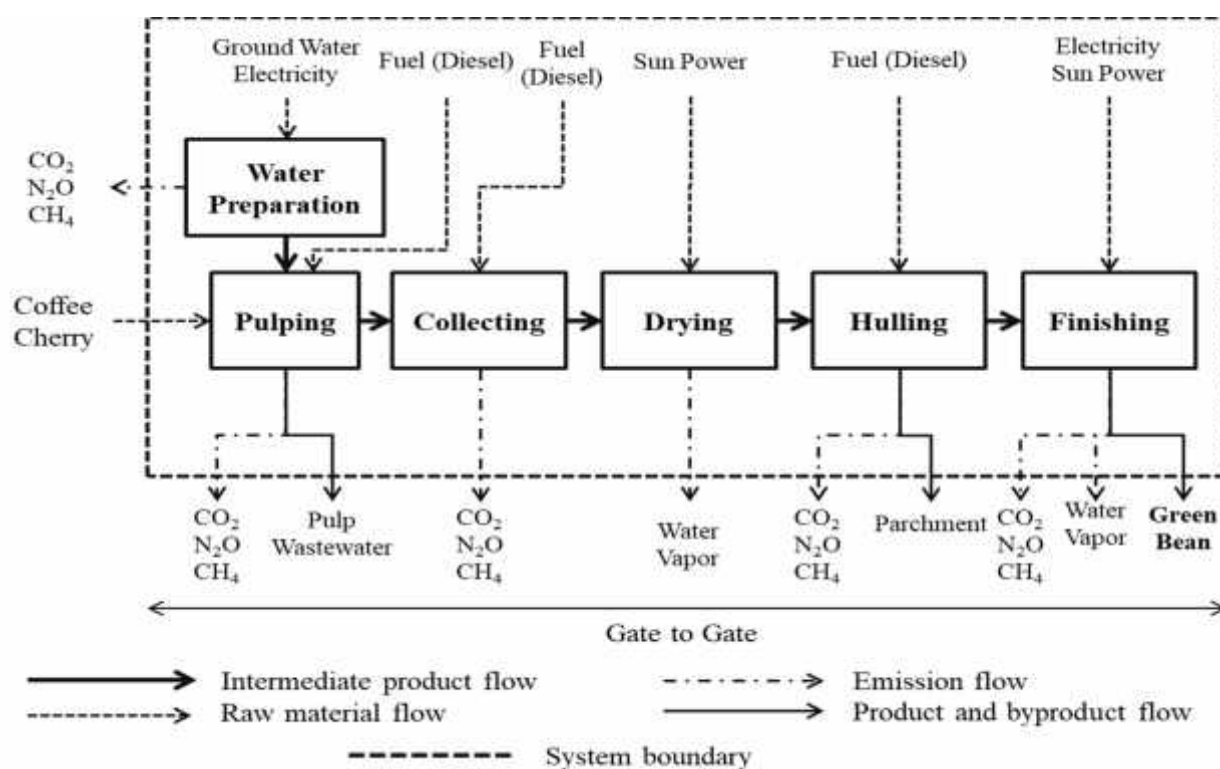 Ground Water
Electricity
Fuel (Diesel)
Fuel
(Diesel)
Sun Power
Fuel (Diesel)
Electricity
Sun Power
CO₂
N₂O
CH₄
Water
Preparation
Coffee
Cherry
Pulping
Collecting
Drying
Hulling
Finishing
CO₂
N₂O
CH₄
Pulp
Wastewater
CO₂
N₂O
CH₄
Water
Vapor
CO₂
N₂O
CH₄
Parchment
CO₂
N₂O
CH₄
Water
Vapor
Green
Bean
Gate to Gate
Intermediate product flow
Emission flow
Raw material flow
Product and byproduct flow
System boundary